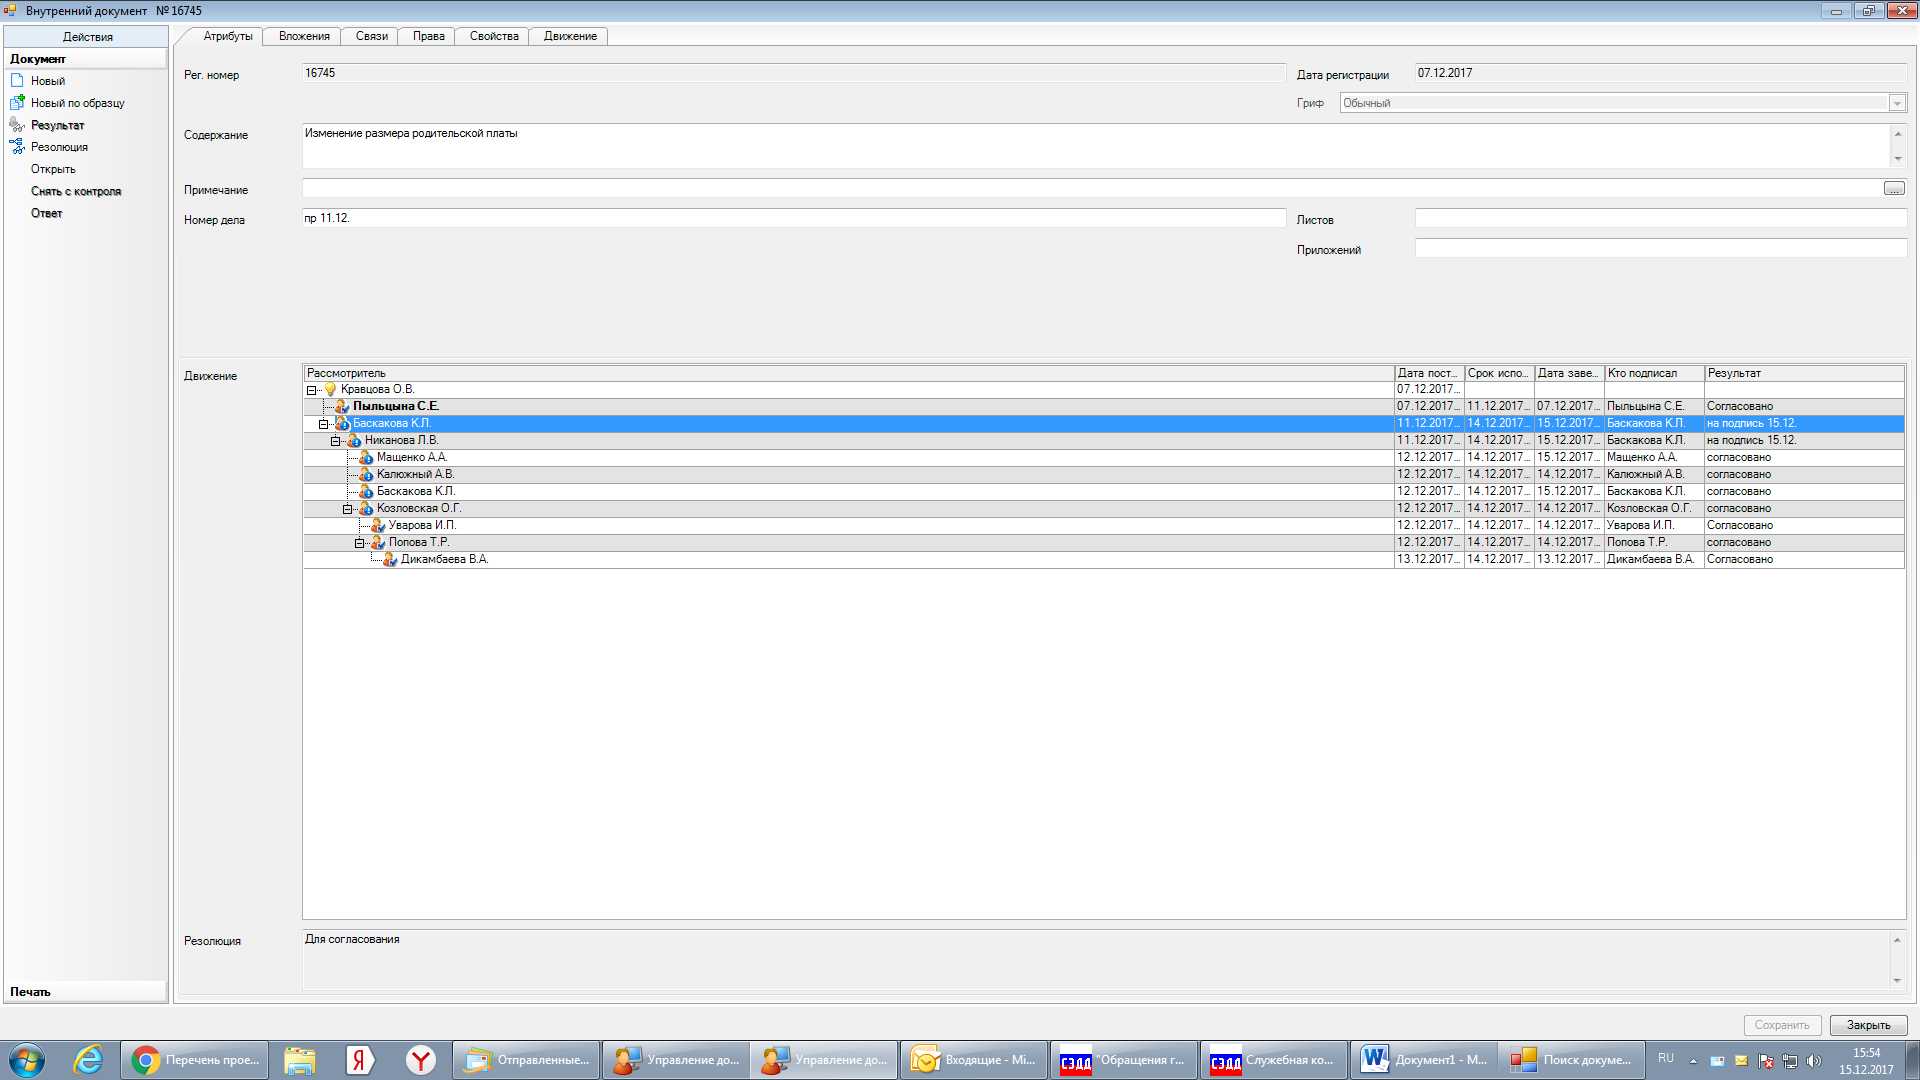 Внутренний документ №16745
Действия
Документ
Новый
Новый по образцу
Результат
Резолюция
Открыть
Снять с контроля
Ответ
Печать
Атрибуты Вложения Связи Права Свойства Движение
Рег. номер 16745 Дата регистрации 07.12.2017
Гриф Обычный
Содержание Изменение размера родительской платы
Примечание ...
Номер дела пр 11.12. Листов
Приложений
Движение
Рассмотритель Дата пост... Срок испо... Дата заве... Кто подписал Результат
Кравцова О.В. 07.12.2017...
Пыльцына С.Е. 07.12.2017... 11.12.2017... 07.12.2017... Пыльцына С.Е. Согласовано
Баскакова К.Л. 11.12.2017... 14.12.2017... 15.12.2017... Баскакова К.Л. на подпись 15.12.
Никанова Л.В. 11.12.2017... 14.12.2017... 15.12.2017... Баскакова К.Л. на подпись 15.12.
Мащенко А.А. 12.12.2017... 14.12.2017... 15.12.2017... Мащенко А.А. согласовано
Калюжный А.В. 12.12.2017... 14.12.2017... 14.12.2017... Калюжный А.В. согласовано
Баскакова К.Л. 12.12.2017... 14.12.2017... 15.12.2017... Баскакова К.Л. согласовано
Козловская О.Г. 12.12.2017... 14.12.2017... 14.12.2017... Козловская О.Г. согласовано
Уварова И.П. 12.12.2017... 14.12.2017... 14.12.2017... Уварова И.П. Согласовано
Попова Т.Р. 12.12.2017... 14.12.2017... 14.12.2017... Попова Т.Р. согласовано
Дикамбаева В.А. 13.12.2017... 14.12.2017... 13.12.2017... Дикамбаева В.А. Согласовано
Резолюция Для согласования
Сохранить Закрыть
Перечень прое... Я Y Отправленные... Управление до... Управление до... Входящие - Mi... СЭДД "Обращения г... СЭДД Служебная ко... W Документ1 - M... Поиск докуме... RU 15:54
15.12.2017